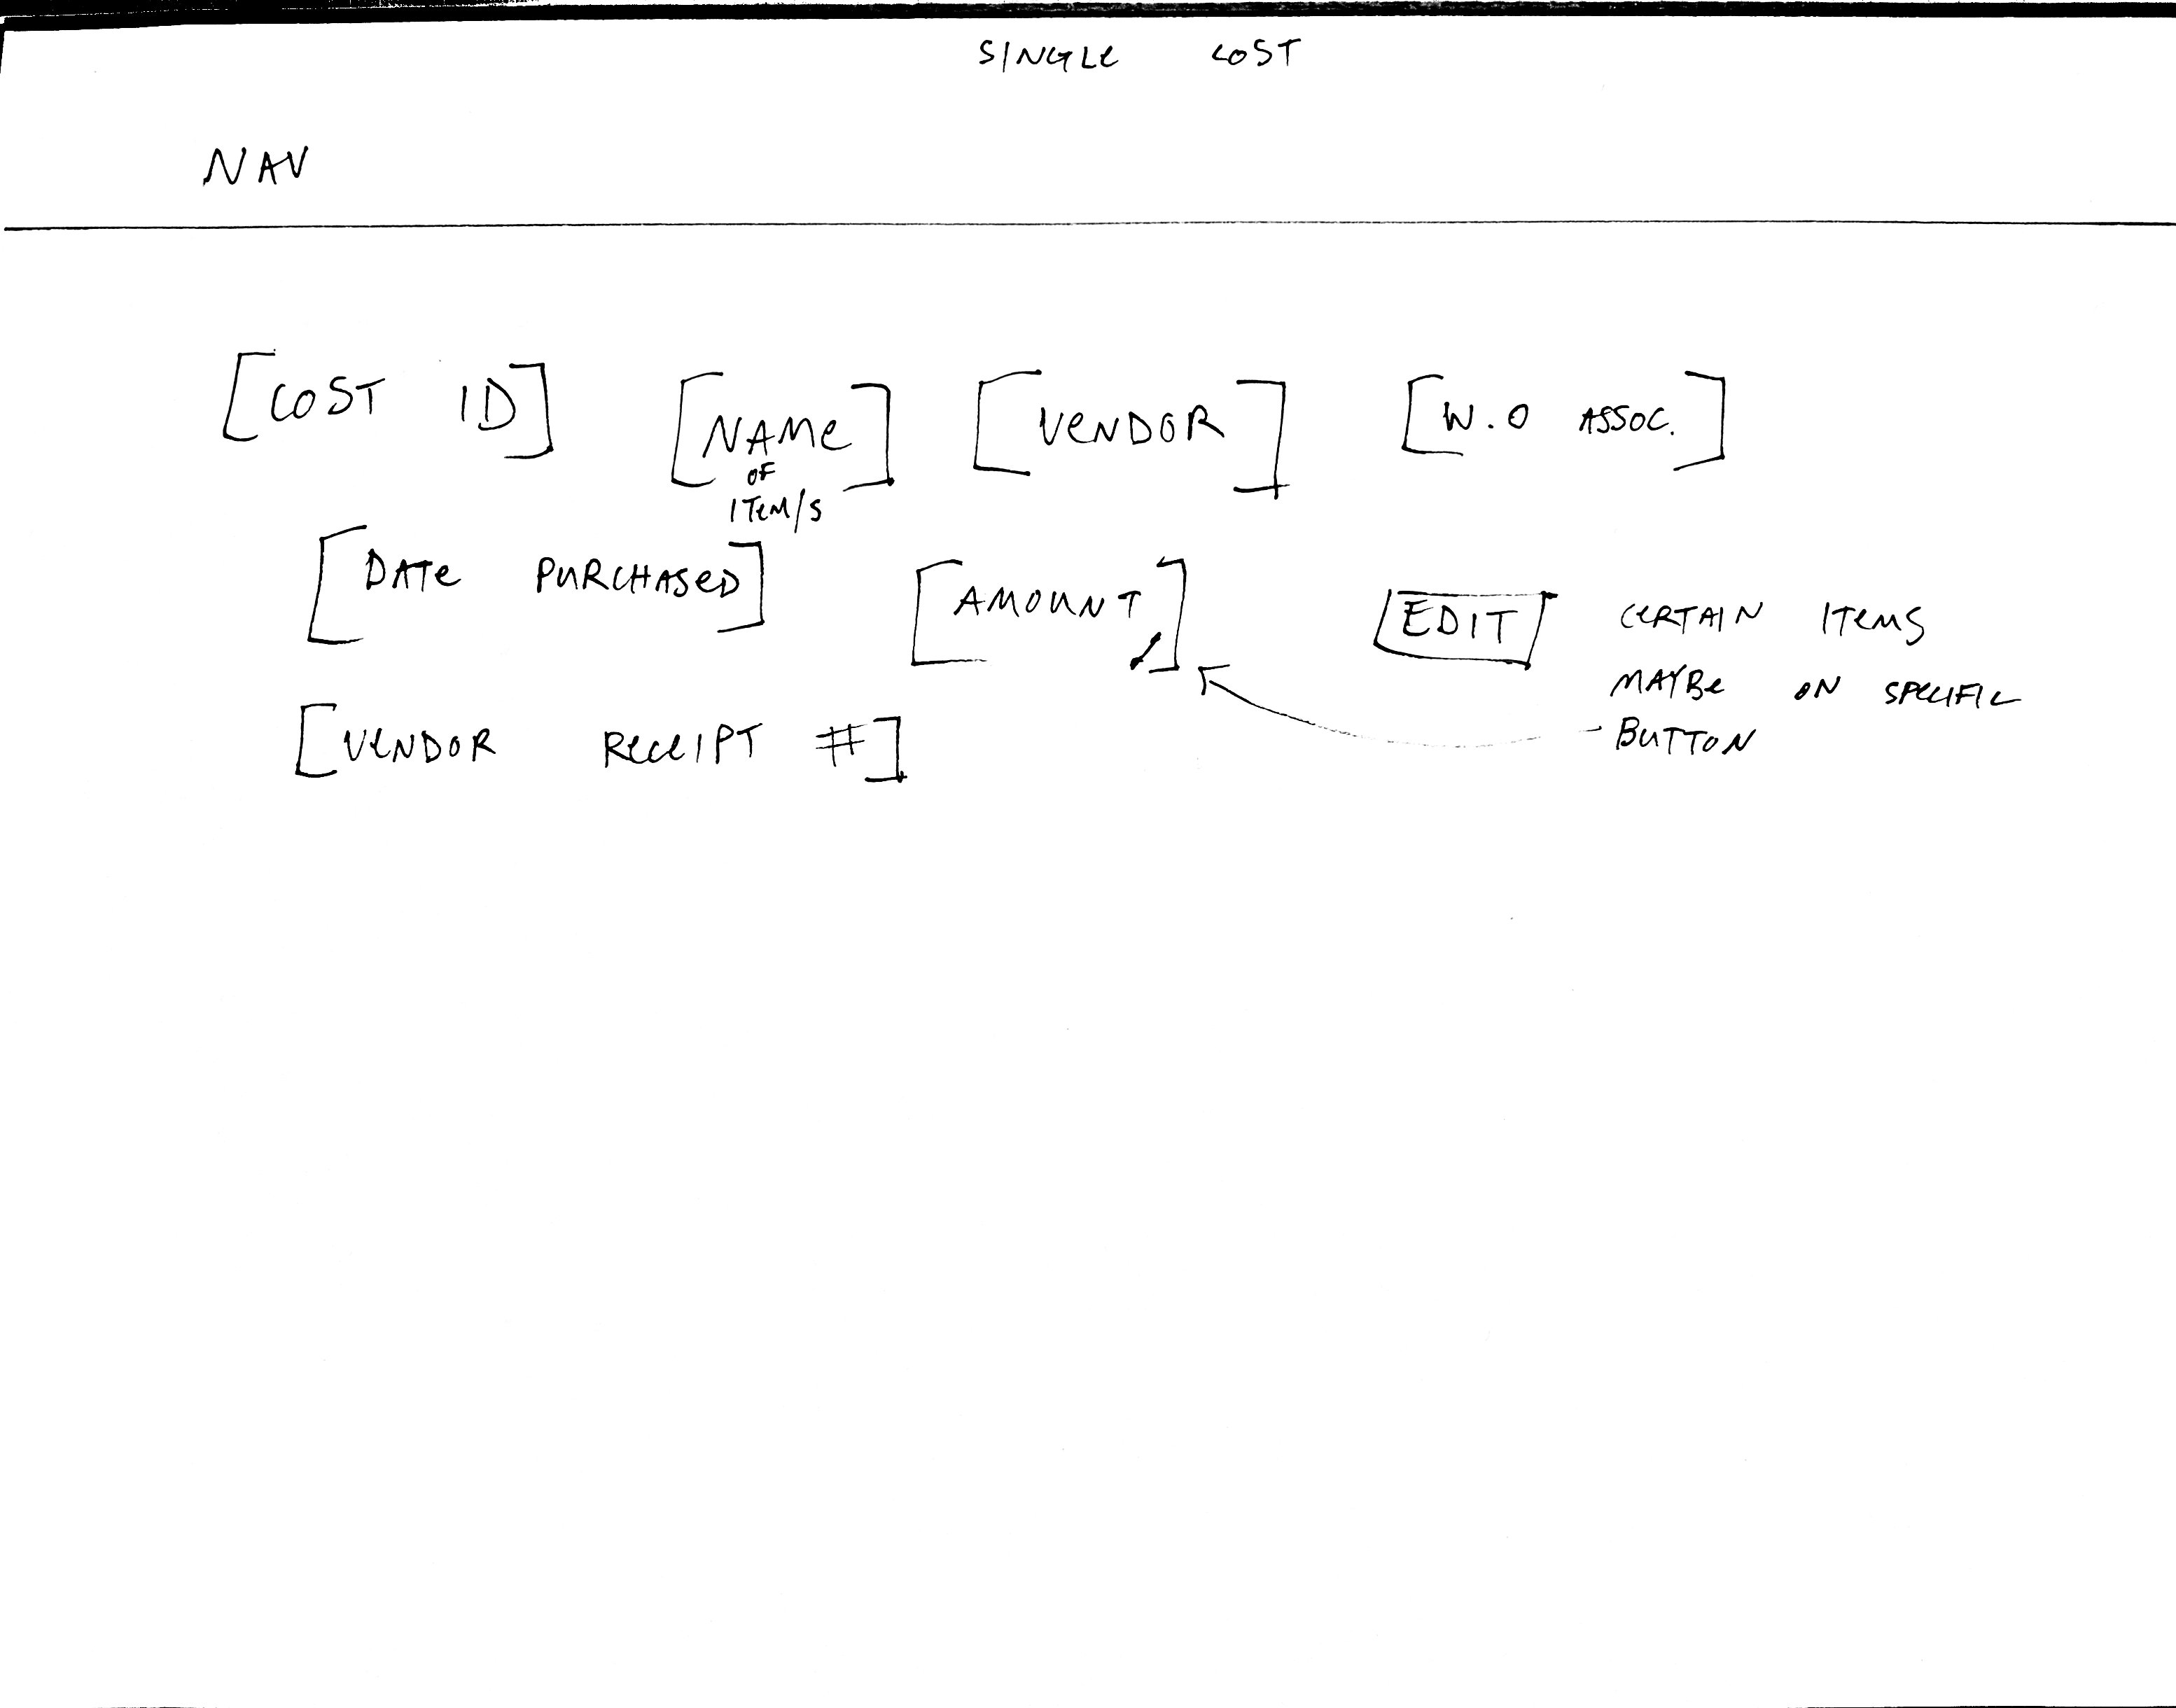 SINGLE COST
NAV
[COST ID] [NAME] [VENDOR] [W.O ASSOC.]
OF
ITEM/S
[DATE PURCHASED] [AMOUNT] EDIT CERTAIN ITEMS
MAYBE ON SPECIFIC
[VENDOR RECEIPT #] BUTTON